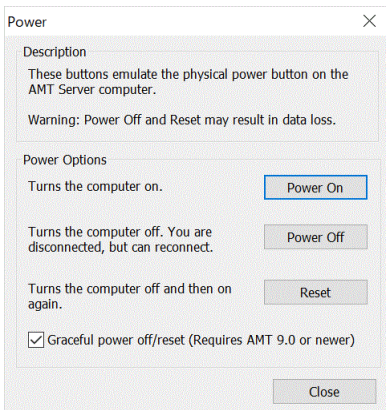 Power
Description
These buttons emulate the physical power button on the
AMT Server computer.
Warning: Power Off and Reset may result in data loss.
Power Options
Turns the computer on.
Power On
Turns the computer off. You are
disconnected, but can reconnect.
Power Off
Turns the computer off and then on
again.
Reset
Graceful power off/reset (Requires AMT 9.0 or newer)
Close